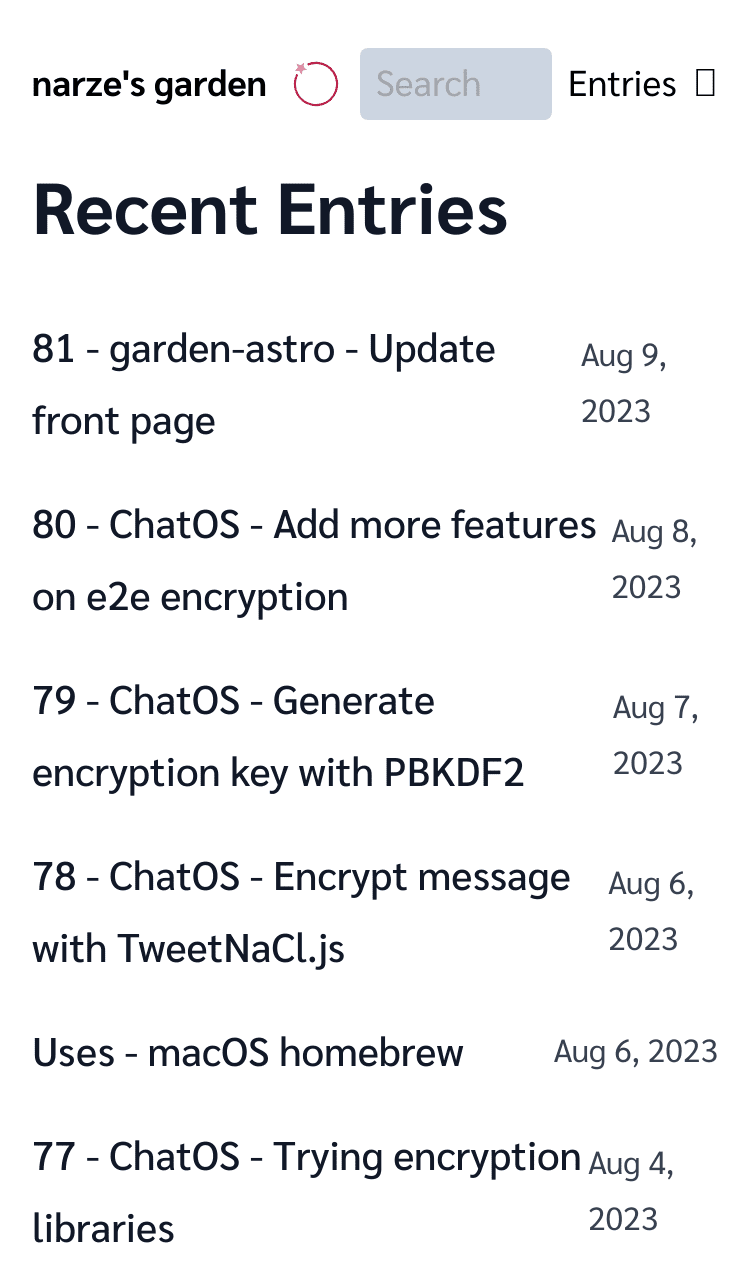 narze's garden Search Entries
Recent Entries
81 - garden-astro - Update
front page
Aug 9,
2023
80 - ChatOS - Add more features
on e2e encryption
Aug 8,
2023
79 - ChatOS - Generate
encryption key with PBKDF2
Aug 7,
2023
78 - ChatOS - Encrypt message
with TweetNaCl.js
Aug 6,
2023
Uses - macOS homebrew Aug 6, 2023
77 - ChatOS - Trying encryption
libraries
Aug 4,
2023